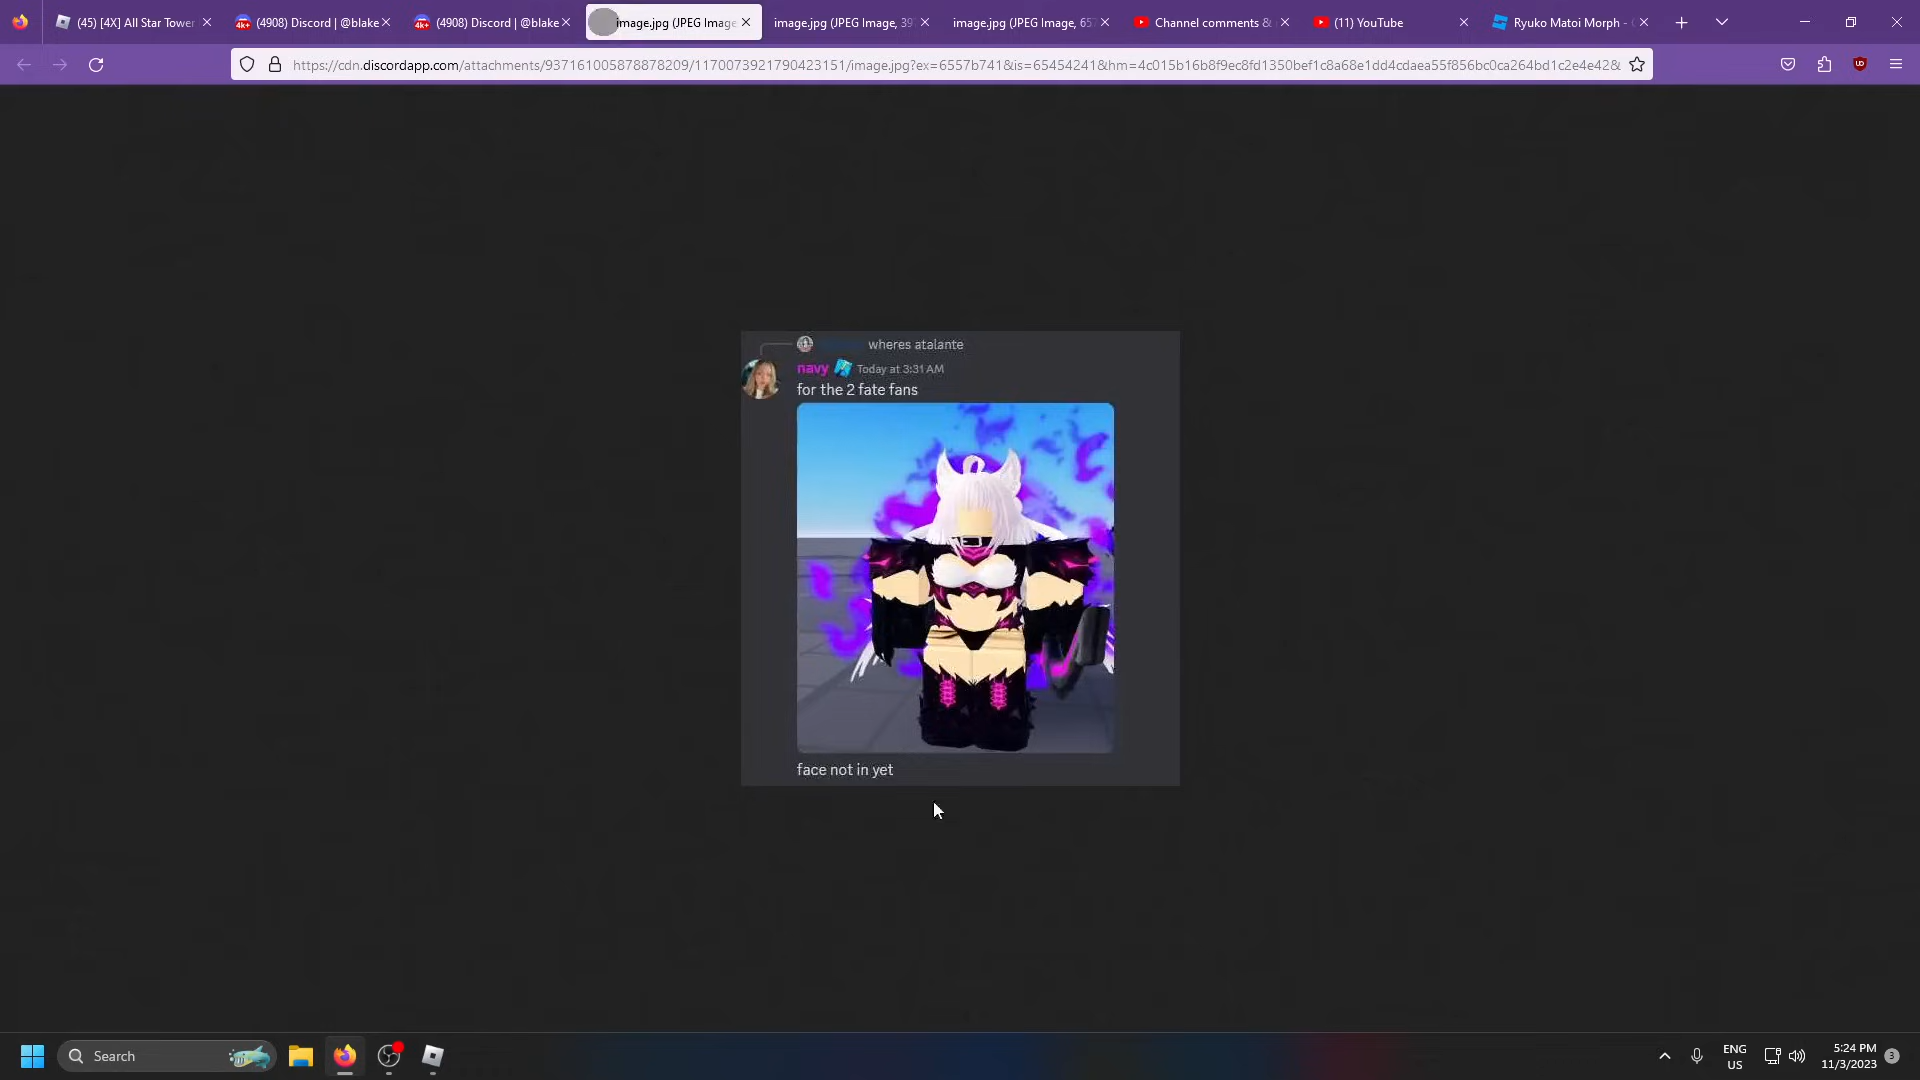 (45) [4X] All Star Tower
(4908) Discord | @blake
(4908) Discord | @blake
image.jpg (JPEG Image
image.jpg (JPEG Image, 39
image.jpg (JPEG Image, 65
Channel comments &
(11) YouTube
Ryuko Matoi Morph -
https://cdn.discordapp.com/attachments/937161005878878209/1170073921790423151/image.jpg?ex=6557b741&is=65454241&hm=4c015b16b8f9ec8fd1350bef1c8a68e1dd4cdaea55f856bc0ca264bd1c2e4e42&
wheres atalante
navy Today at 3:31 AM
for the 2 fate fans
face not in yet
Search
ENG
US
5:24 PM
11/3/2023
3